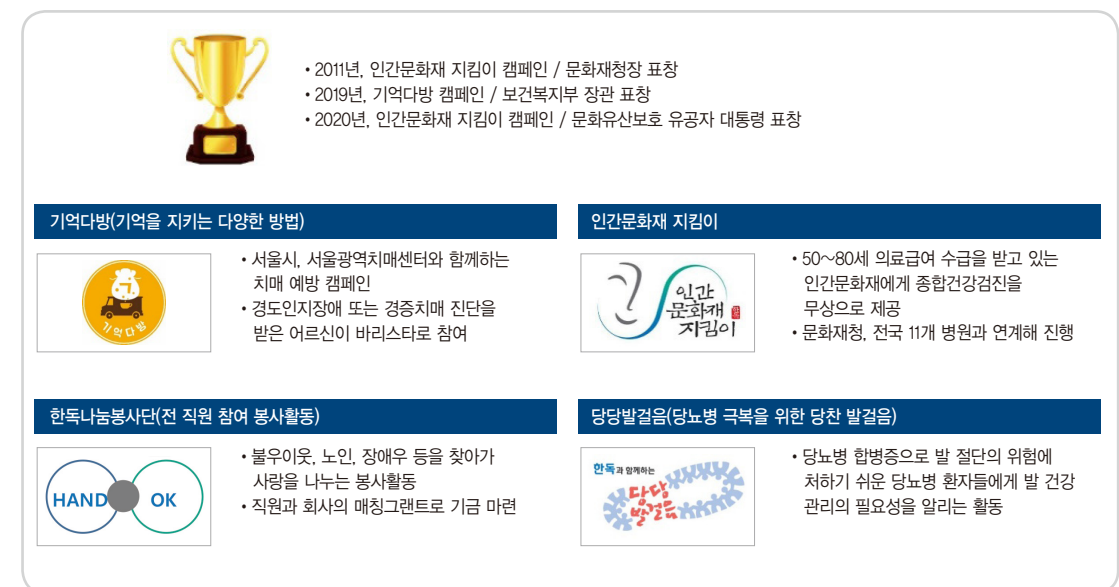 • 2011년, 인간문화재 지킴이 캠페인 / 문화재청장 표창
• 2019년, 기억다방 캠페인 / 보건복지부 장관 표창
• 2020년, 인간문화재 지킴이 캠페인 / 문화유산보호 유공자 대통령 표창
기억다방(기억을 지키는 다양한 방법)
기억다방
• 서울시, 서울광역치매센터와 함께하는
치매 예방 캠페인
• 경도인지장애 또는 경증치매 진단을
받은 어르신이 바리스타로 참여
인간문화재 지킴이
인간
문화재
지킴이
• 50~80세 의료급여 수급을 받고 있는
인간문화재에게 종합건강검진을
무상으로 제공
• 문화재청, 전국 11개 병원과 연계해 진행
한독나눔봉사단(전 직원 참여 봉사활동)
HAND OK
• 불우이웃, 노인, 장애우 등을 찾아가
사랑을 나누는 봉사활동
• 직원과 회사의 매칭그랜트로 기금 마련
당당발걸음(당뇨병 극복을 위한 당찬 발걸음)
한독과 함께하는
당당
발걸음
• 당뇨병 합병증으로 발 절단의 위험에
처하기 쉬운 당뇨병 환자들에게 발 건강
관리의 필요성을 알리는 활동